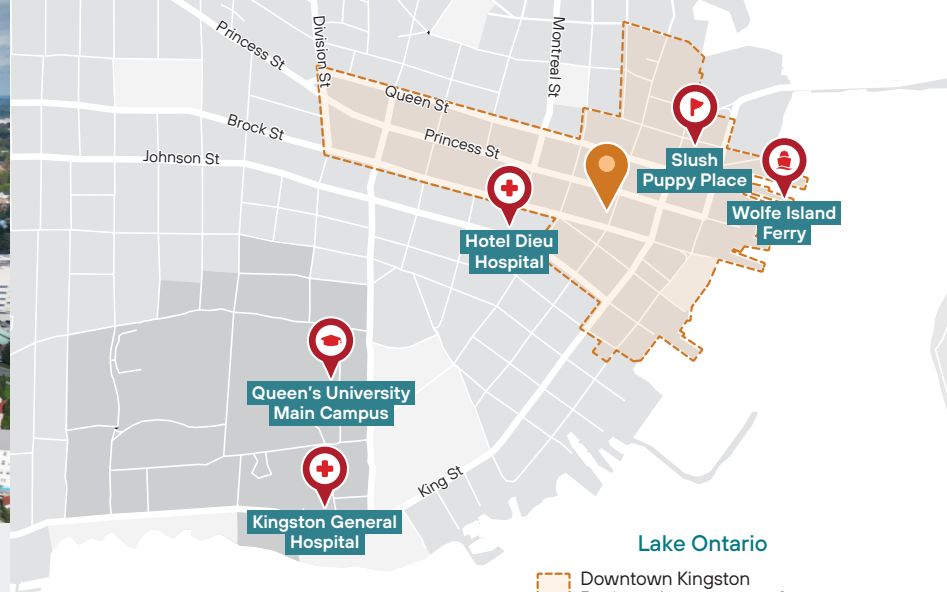 Princess St
Division St
Montreal St
Queen St
Brock St
Princess St
Johnson St
Slush
Puppy Place
Wolfe Island
Ferry
Hotel Dieu
Hospital
Queen's University
Main Campus
King St
Kingston General
Hospital
Lake Ontario
Downtown Kingston